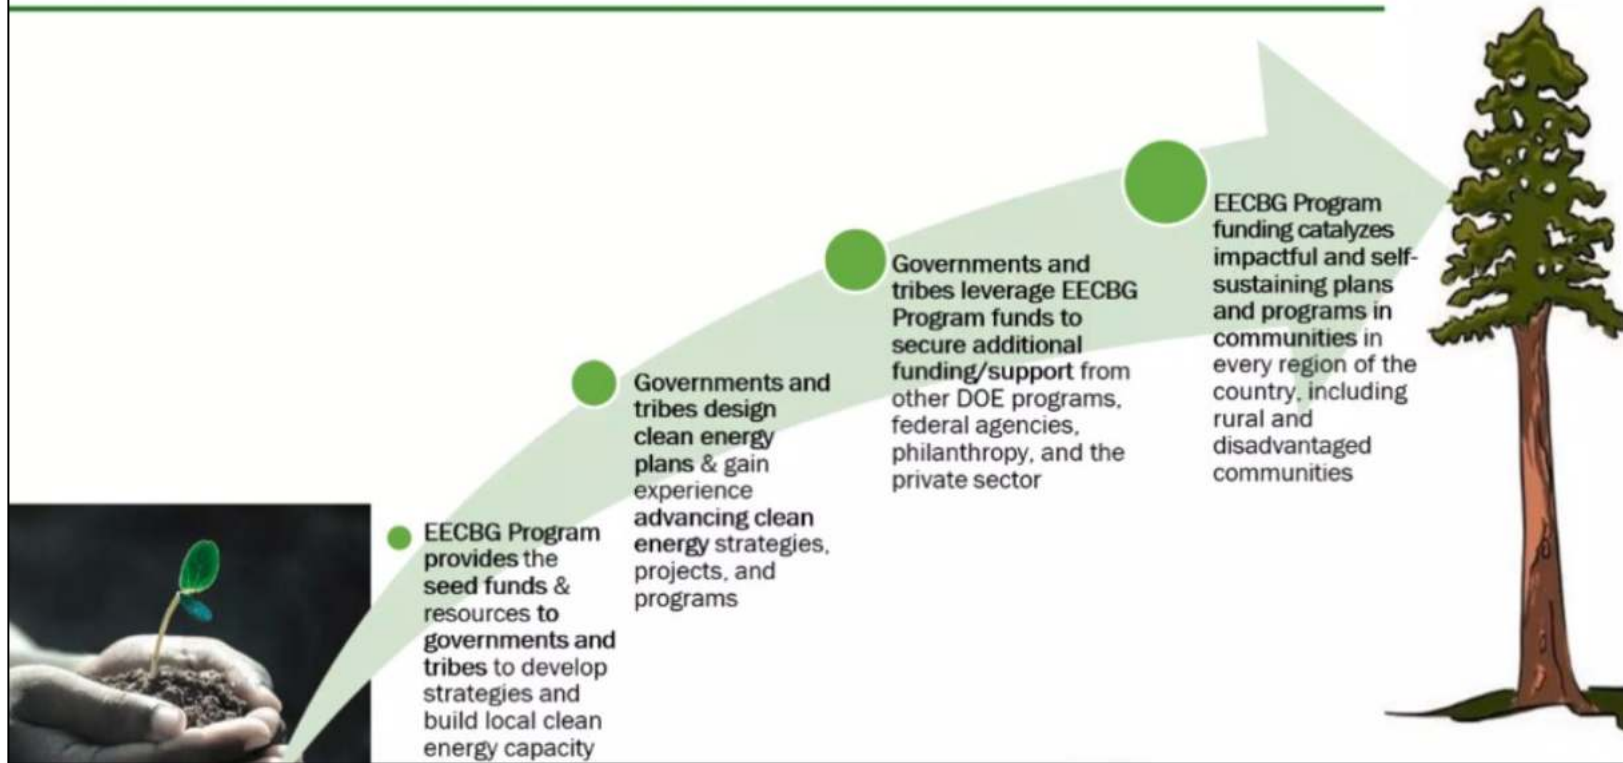 EECBG Program
provides the
seed funds &
resources to
governments and
tribes to develop
strategies and
build local clean
energy capacity
Governments and
tribes design
clean energy
plans & gain
experience
advancing clean
energy strategies,
projects, and
programs
Governments and
tribes leverage EECBG
Program funds to
secure additional
funding/support from
other DOE programs,
federal agencies,
philanthropy, and the
private sector
EECBG Program
funding catalyzes
impactful and self-
sustaining plans
and programs in
communities in
every region of the
country, including
rural and
disadvantaged
communities